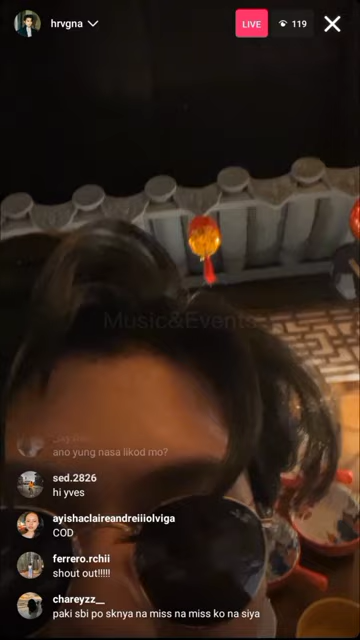 hrvgna
LIVE
119
Music&Events
ano yung nasa likod mo?
sed.2826
hi yves
ayishaclaireandreiiiolviga
COD
ferrero.rchii
shout out!!!!!
chareyzz__
paki sbi po sknya na miss na miss ko na siya